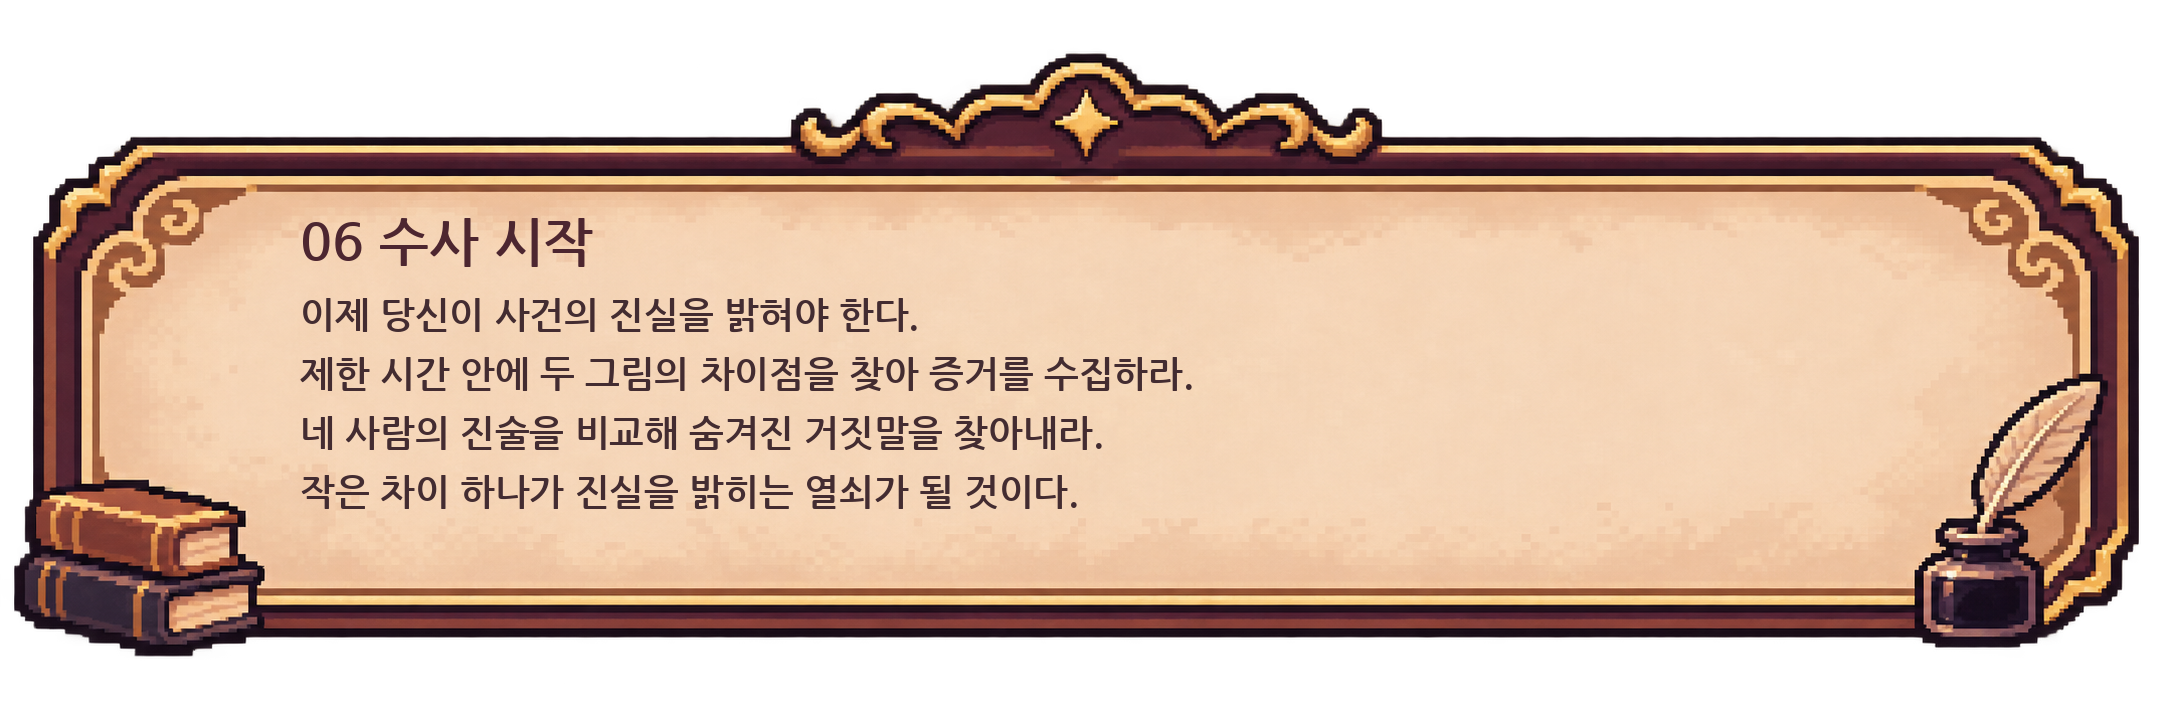 06 수사 시작
이제 당신이 사건의 진실을 밝혀야 한다.
제한 시간 안에 두 그림의 차이점을 찾아 증거를 수집하라.
네 사람의 진술을 비교해 숨겨진 거짓말을 찾아내라.
작은 차이 하나가 진실을 밝히는 열쇠가 될 것이다.